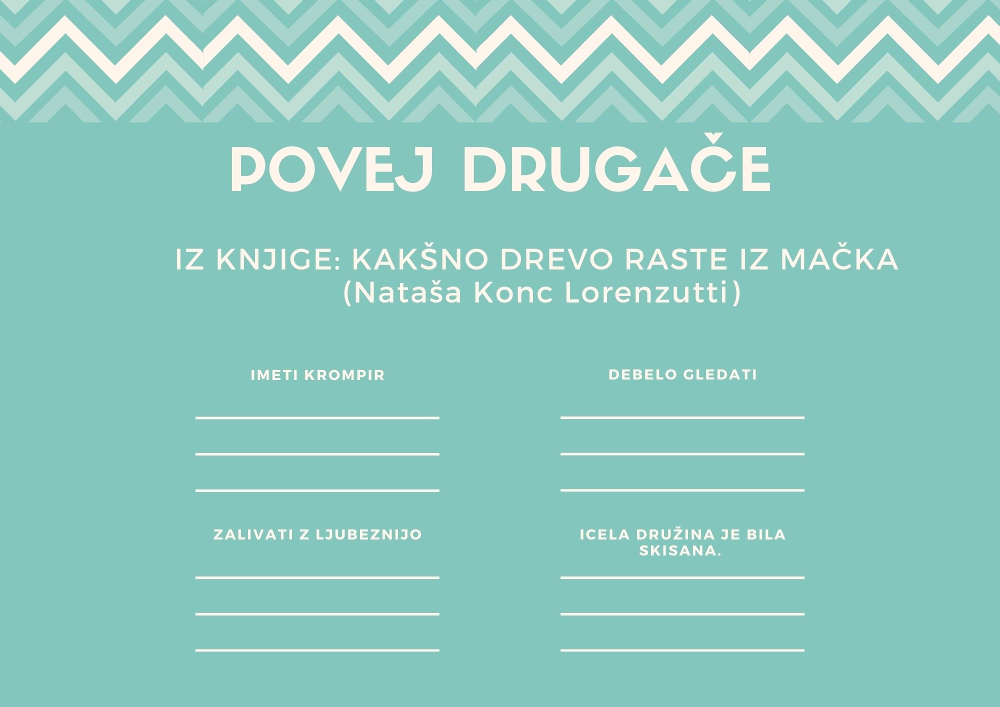 POVEJ DRUGAČE
IZ KNJIGE: KAKŠNO DREVO RASTE IZ MAČKA
(Nataša Konc Lorenzutti)
IMETI KROMPIR
DEBELO GLEDATI
ZALIVATI Z LJUBEZNIJO
ICELA DRUŽINA JE BILA
SKISANA.